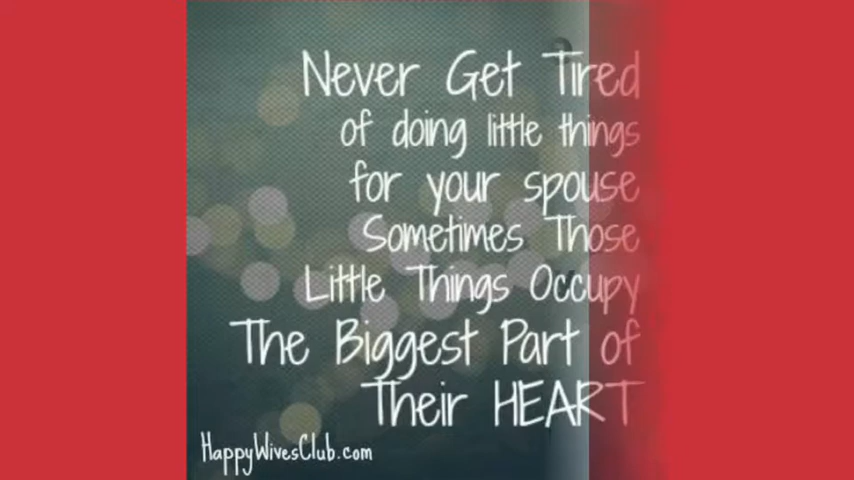 Never Get Tired
of doing little things
for your spouse
Sometimes Those
Little Things Occupy
The Biggest Part of
Their HEART
HappyWivesClub.com